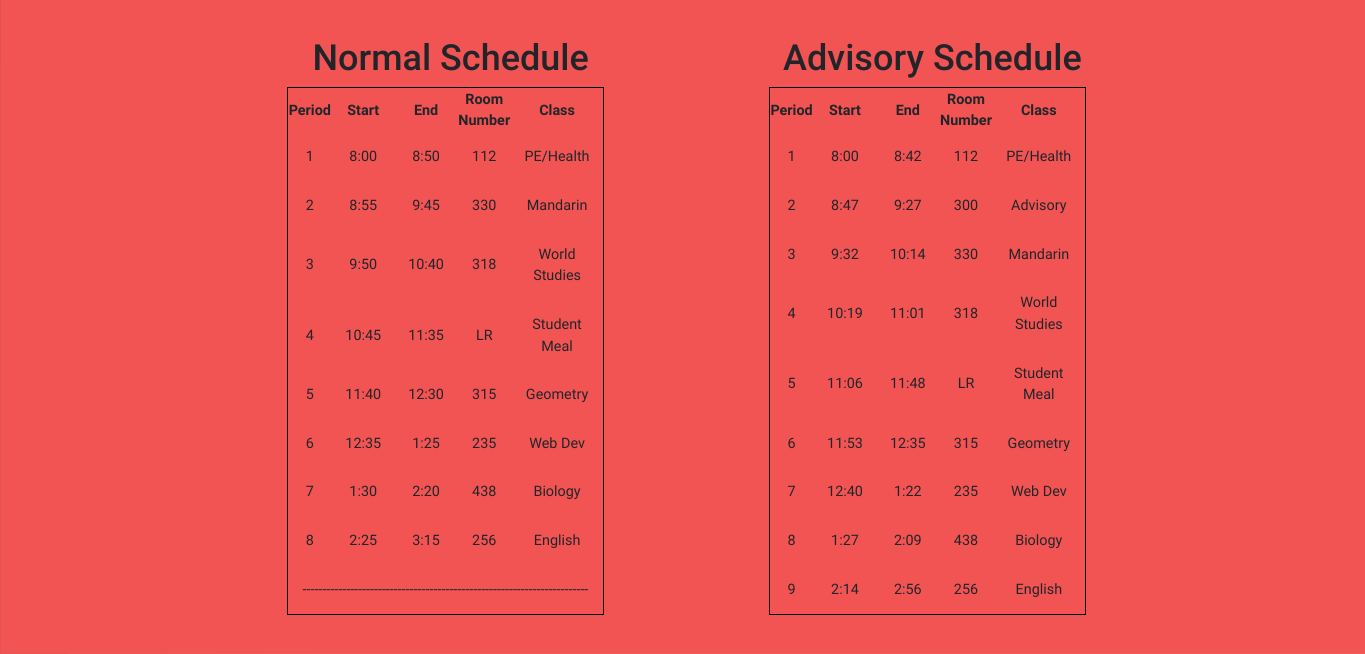 Normal Schedule
Period Start End Room Number Class
1 8:00 8:50 112 PE/Health
2 8:55 9:45 330 Mandarin
3 9:50 10:40 318 World Studies
4 10:45 11:35 LR Student Meal
5 11:40 12:30 315 Geometry
6 12:35 1:25 235 Web Dev
7 1:30 2:20 438 Biology
8 2:25 3:15 256 English
-----------------------------------------------------------------------
Advisory Schedule
Period Start End Room Number Class
1 8:00 8:42 112 PE/Health
2 8:47 9:27 300 Advisory
3 9:32 10:14 330 Mandarin
4 10:19 11:01 318 World Studies
5 11:06 11:48 LR Student Meal
6 11:53 12:35 315 Geometry
7 12:40 1:22 235 Web Dev
8 1:27 2:09 438 Biology
9 2:14 2:56 256 English